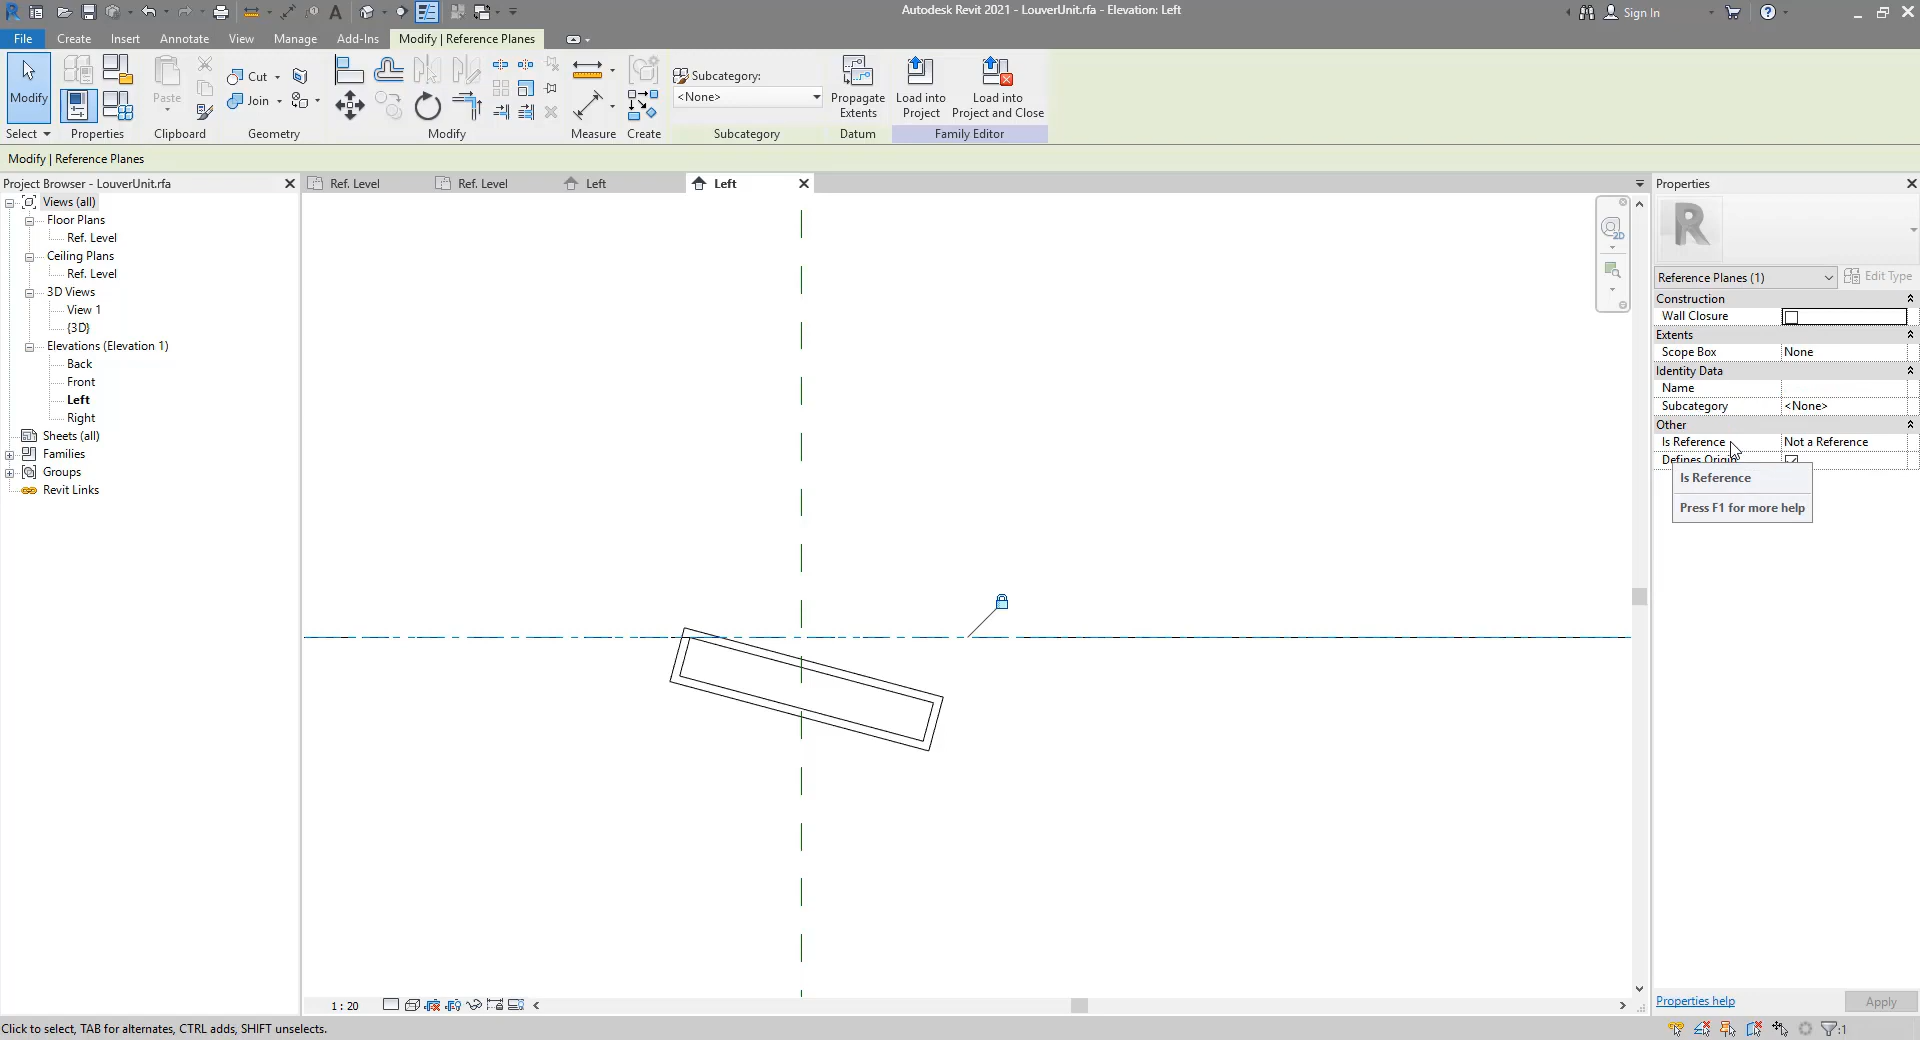 Autodesk Revit 2021 - LouverUnit.rfa - Elevation: Left
Sign In
File
Create
Insert
Annotate
View
Manage
Add-Ins
Modify | Reference Planes
Modify
Paste
Cut
Join
Subcategory:
<None>
Propagate
Extents
Load into
Project
Load into
Project and Close
Select
Properties
Clipboard
Geometry
Modify
Measure
Create
Subcategory
Datum
Family Editor
Modify | Reference Planes
Project Browser - LouverUnit.rfa
Views (all)
Floor Plans
Ref. Level
Ceiling Plans
Ref. Level
3D Views
View 1
{3D}
Elevations (Elevation 1)
Back
Front
Left
Right
Sheets (all)
Families
Groups
Revit Links
Ref. Level
Ref. Level
Left
Left
2D
Properties
R
Reference Planes (1)
Edit Type
Construction
Wall Closure
Extents
Scope Box None
Identity Data
Name
Subcategory <None>
Other
Is Reference Not a Reference
Defines Origin
Is Reference
Press F1 for more help
Properties help
Apply
1 : 20
Click to select, TAB for alternates, CTRL adds, SHIFT unselects.
:1